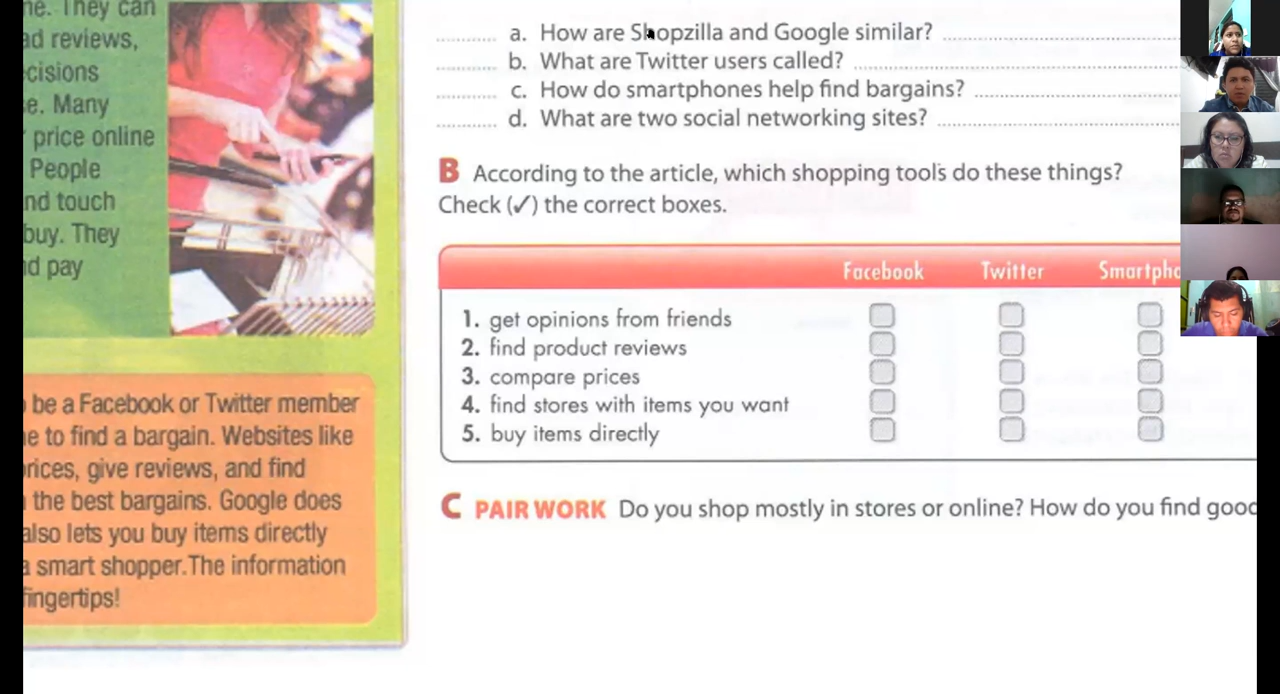 ne. They can
ad reviews,
cisions
e. Many
price online
People
nd touch
buy. They
d pay
be a Facebook or Twitter member
e to find a bargain. Websites like
rices, give reviews, and find
the best bargains. Google does
also lets you buy items directly
a smart shopper.The information
fingertips!
a. How are Shopzilla and Google similar?
b. What are Twitter users called?
c. How do smartphones help find bargains?
d. What are two social networking sites?
B According to the article, which shopping tools do these things?
Check (✓) the correct boxes.
Facebook Twitter Smartpho
1. get opinions from friends
2. find product reviews
3. compare prices
4. find stores with items you want
5. buy items directly
C PAIR WORK Do you shop mostly in stores or online? How do you find good